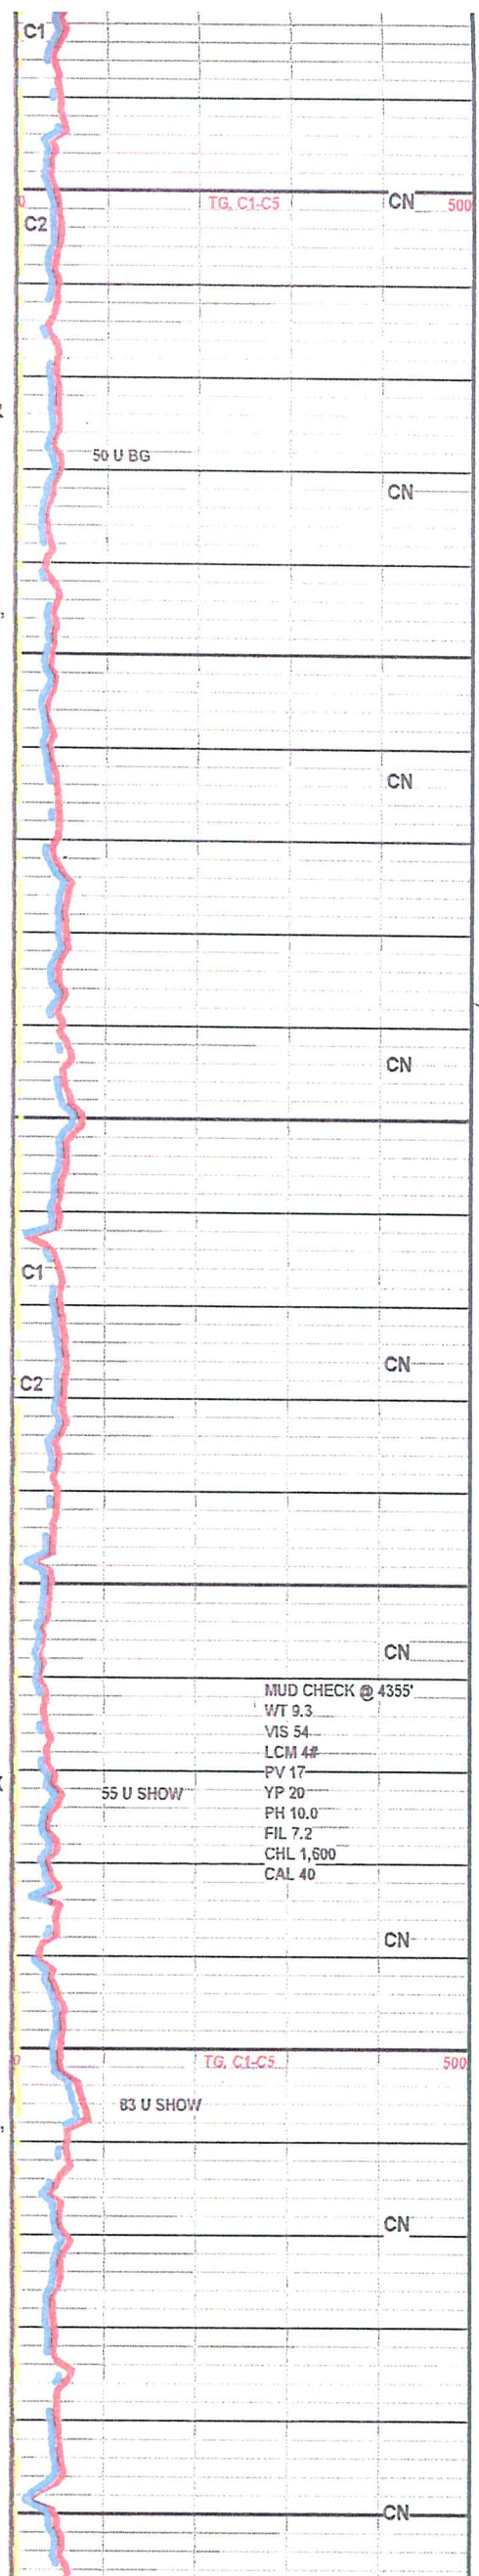 C1
0 TG, C1-C5 CN 500
C2
50 U BG
CN
CN
CN
C1
CN
C2
CN
MUD CHECK @ 4355'
WT 9.3
VIS 54
LCM 4#
PV 17
55 U SHOW YP 20
PH 10.0
FIL 7.2
CHL 1,600
CAL 40
CN
0 TG, C1-C5 500
83 U SHOW
CN
CN